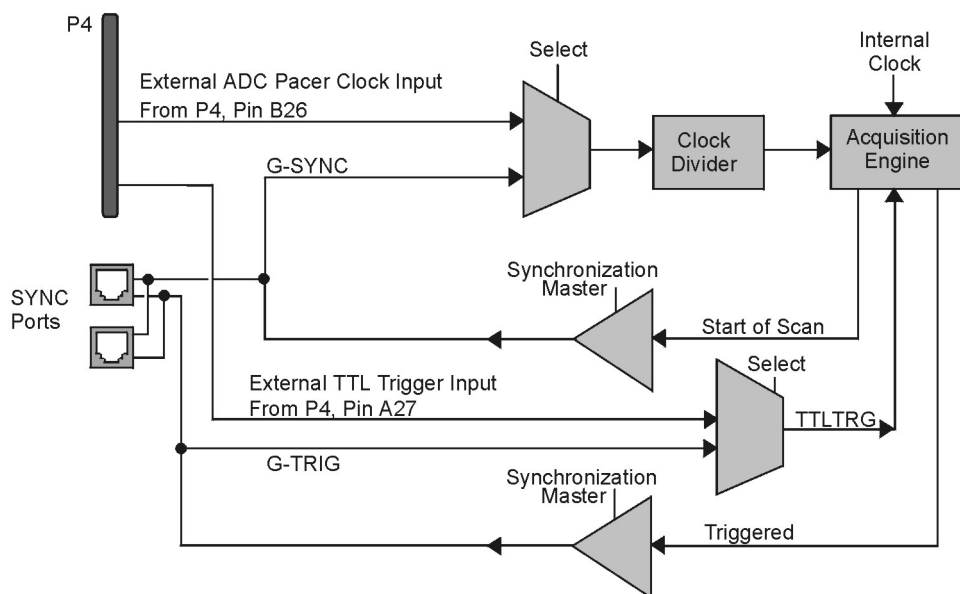 P4
Select
Internal
Clock
External ADC Pacer Clock Input
From P4, Pin B26
Clock
Divider
Acquisition
Engine
G-SYNC
SYNC
Ports
Synchronization
Master
Start of Scan
External TTL Trigger Input
From P4, Pin A27
Select
TTLTRG
G-TRIG
Synchronization
Master
Triggered